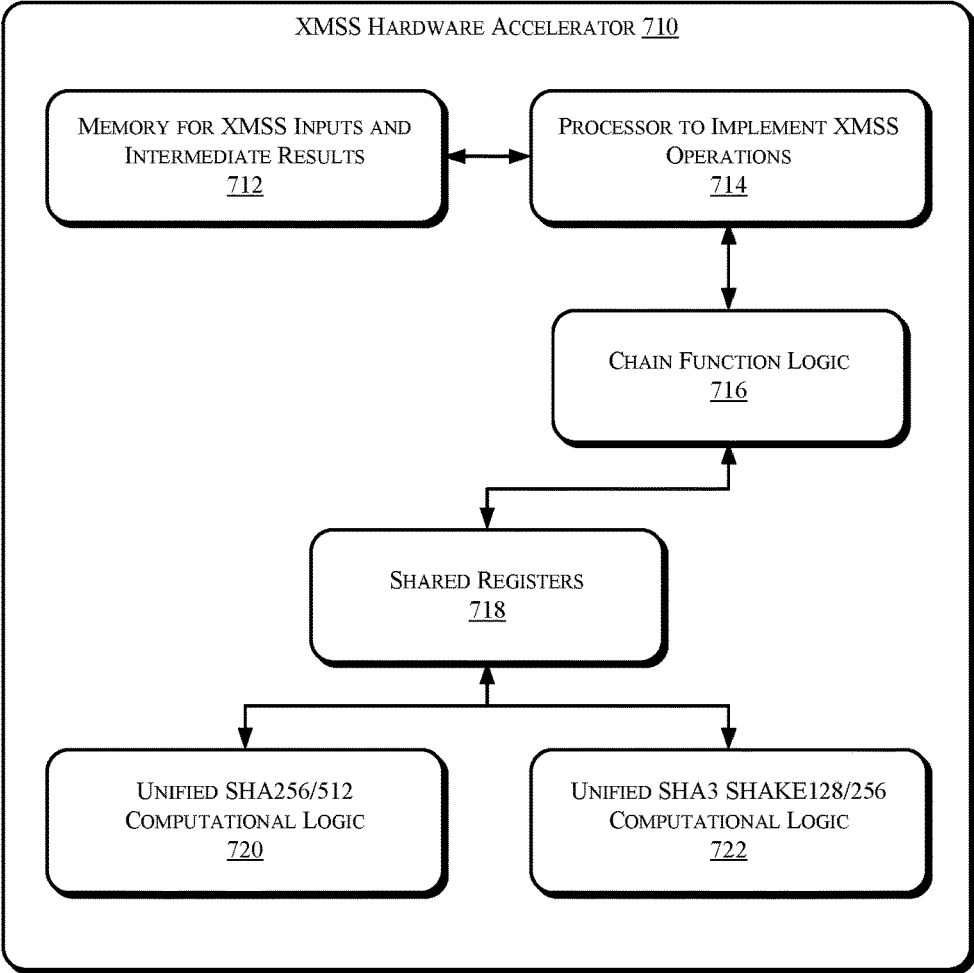 XMSS HARDWARE ACCELERATOR 710
MEMORY FOR XMSS INPUTS AND
INTERMEDIATE RESULTS
712
PROCESSOR TO IMPLEMENT XMSS
OPERATIONS
714
CHAIN FUNCTION LOGIC
716
SHARED REGISTERS
718
UNIFIED SHA256/512
COMPUTATIONAL LOGIC
720
UNIFIED SHA3 SHAKE128/256
COMPUTATIONAL LOGIC
722